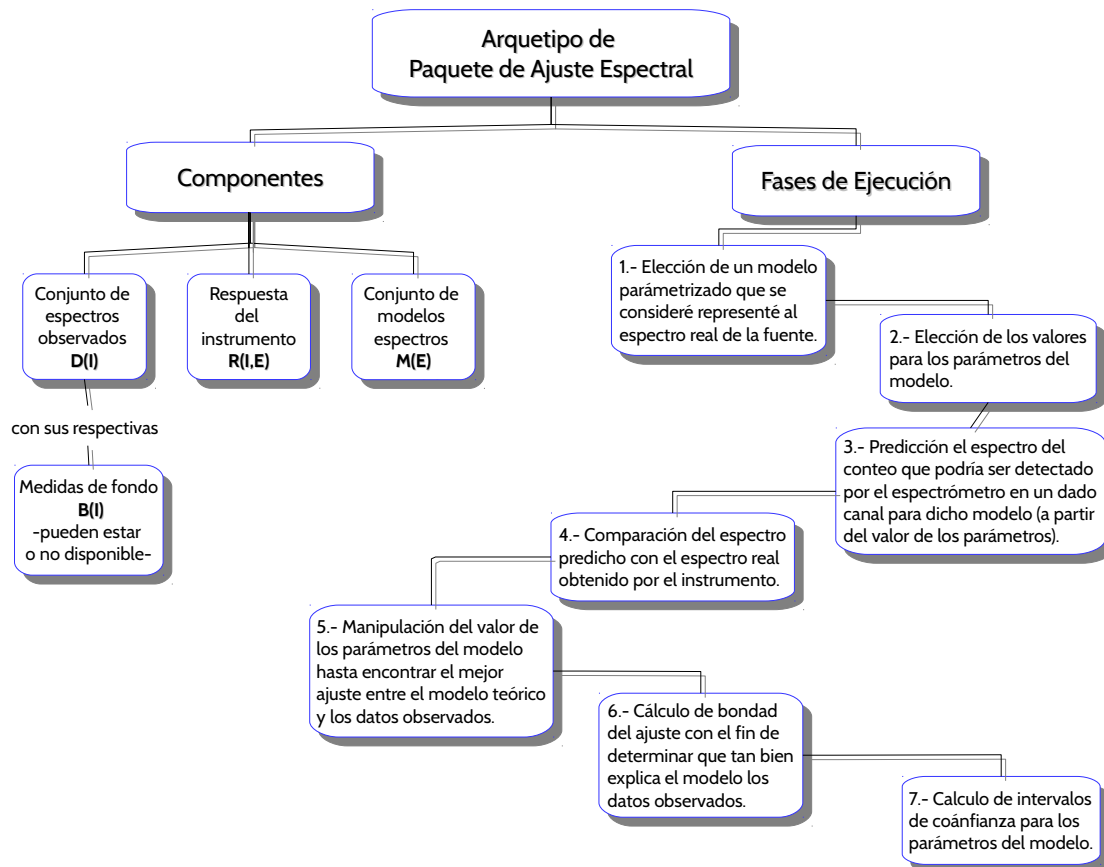 Arquetipo de
Paquete de Ajuste Espectral
Componentes
Conjunto de
espectros
observados
D(I)
Respuesta
del
instrumento
R(I,E)
Conjunto de
modelos
espectros
M(E)
con sus respectivas
Medidas de fondo
B(I)
-pueden estar
o no disponible-
Fases de Ejecución
1.- Elección de un modelo
parámetrizado que se
consideré representé al
espectro real de la fuente.
2.- Elección de los valores
para los parámetros del
modelo.
3.- Predicción el espectro del
conteo que podría ser detectado
por el espectrómetro en un dado
canal para dicho modelo (a partir
del valor de los parámetros).
4.- Comparación del espectro
predicho con el espectro real
obtenido por el instrumento.
5.- Manipulación del valor de
los parámetros del modelo
hasta encontrar el mejor
ajuste entre el modelo teórico
y los datos observados.
6.- Cálculo de bondad
del ajuste con el fin de
determinar que tan bien
explica el modelo los
datos observados.
7.- Calculo de intervalos
de coánfianza para los
parámetros del modelo.